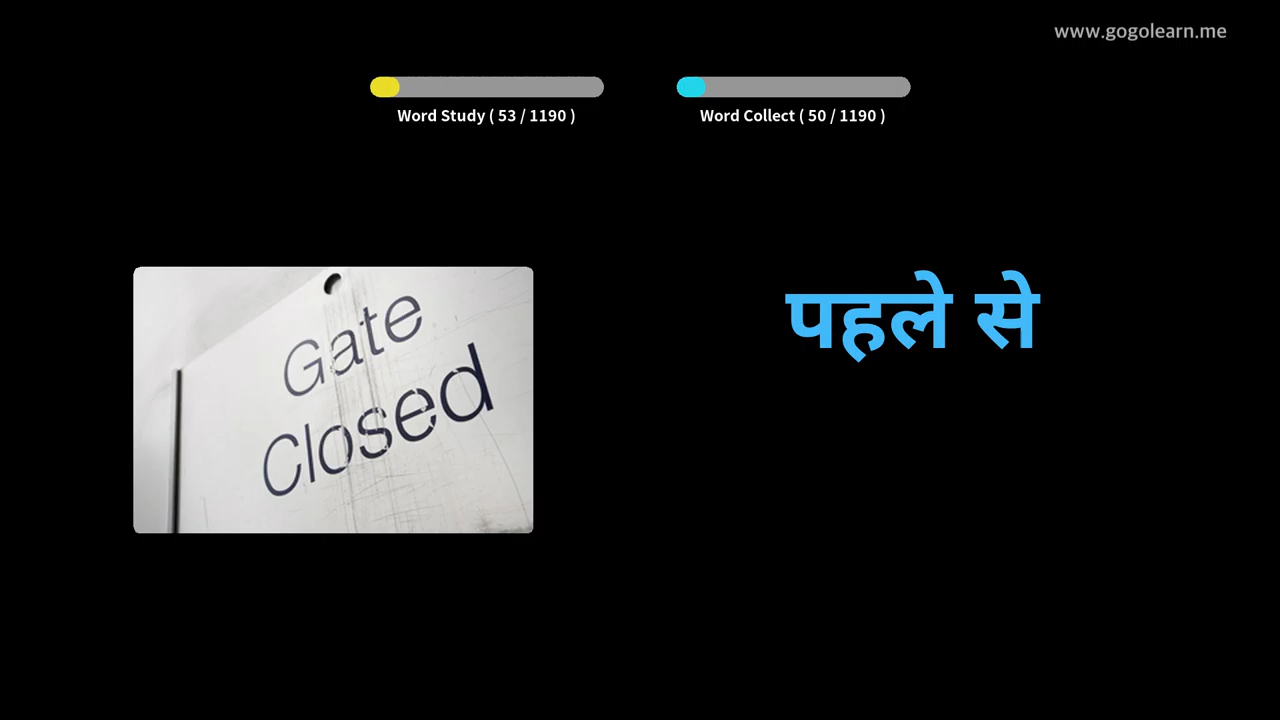 www.gogolearn.me
Word Study ( 53 / 1190 )
Word Collect ( 50 / 1190 )
Gate
Closed
पहले से